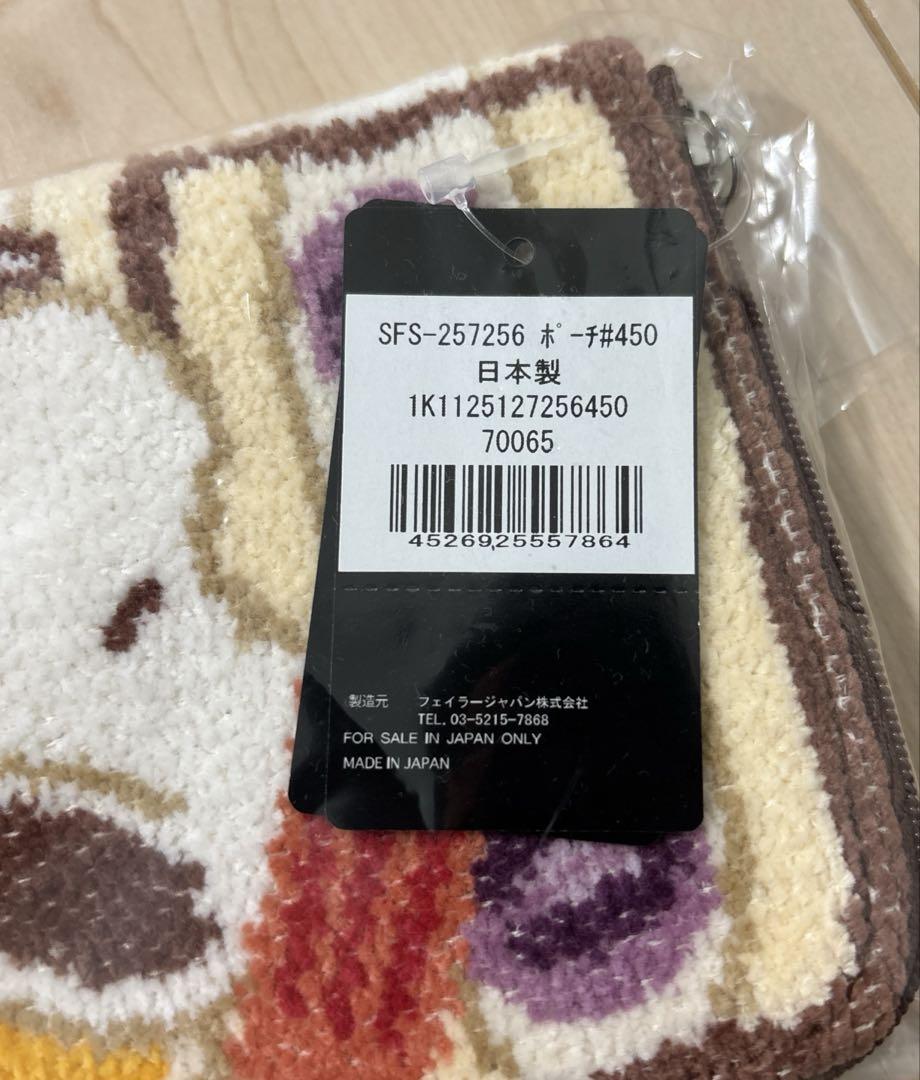 SFS-257256 ﾎﾟｰﾁ#450
日本製
1K1125127256450
70065
4526925557864
製造元 フェイラージャパン株式会社
TEL. 03-5215-7868
FOR SALE IN JAPAN ONLY
MADE IN JAPAN